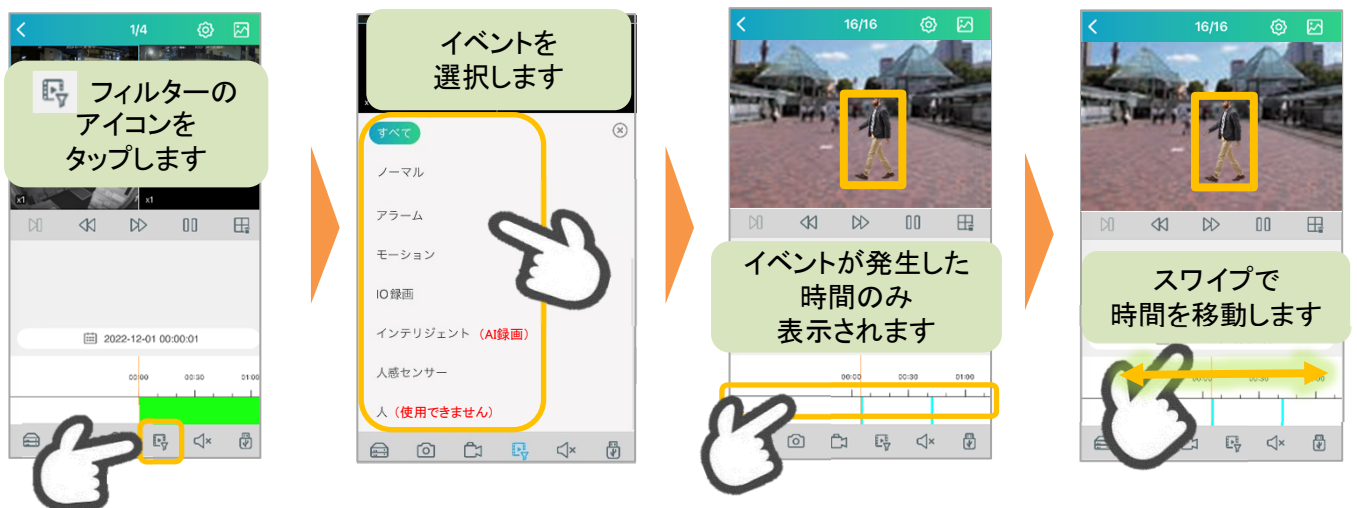 1/4
フィルターの
アイコンを
タップします
x1
x1
2022-12-01 00:00:01
00:00
00:30
01:00
イベントを
選択します
すべて
ノーマル
アラーム
モーション
IO録画
インテリジェント（AI録画）
人感センサー
人（使用できません）
16/16
イベントが発生した
時間のみ
表示されます
00:00
00:30
01:00
16/16
スワイプで
時間を移動します
00:00
00:30